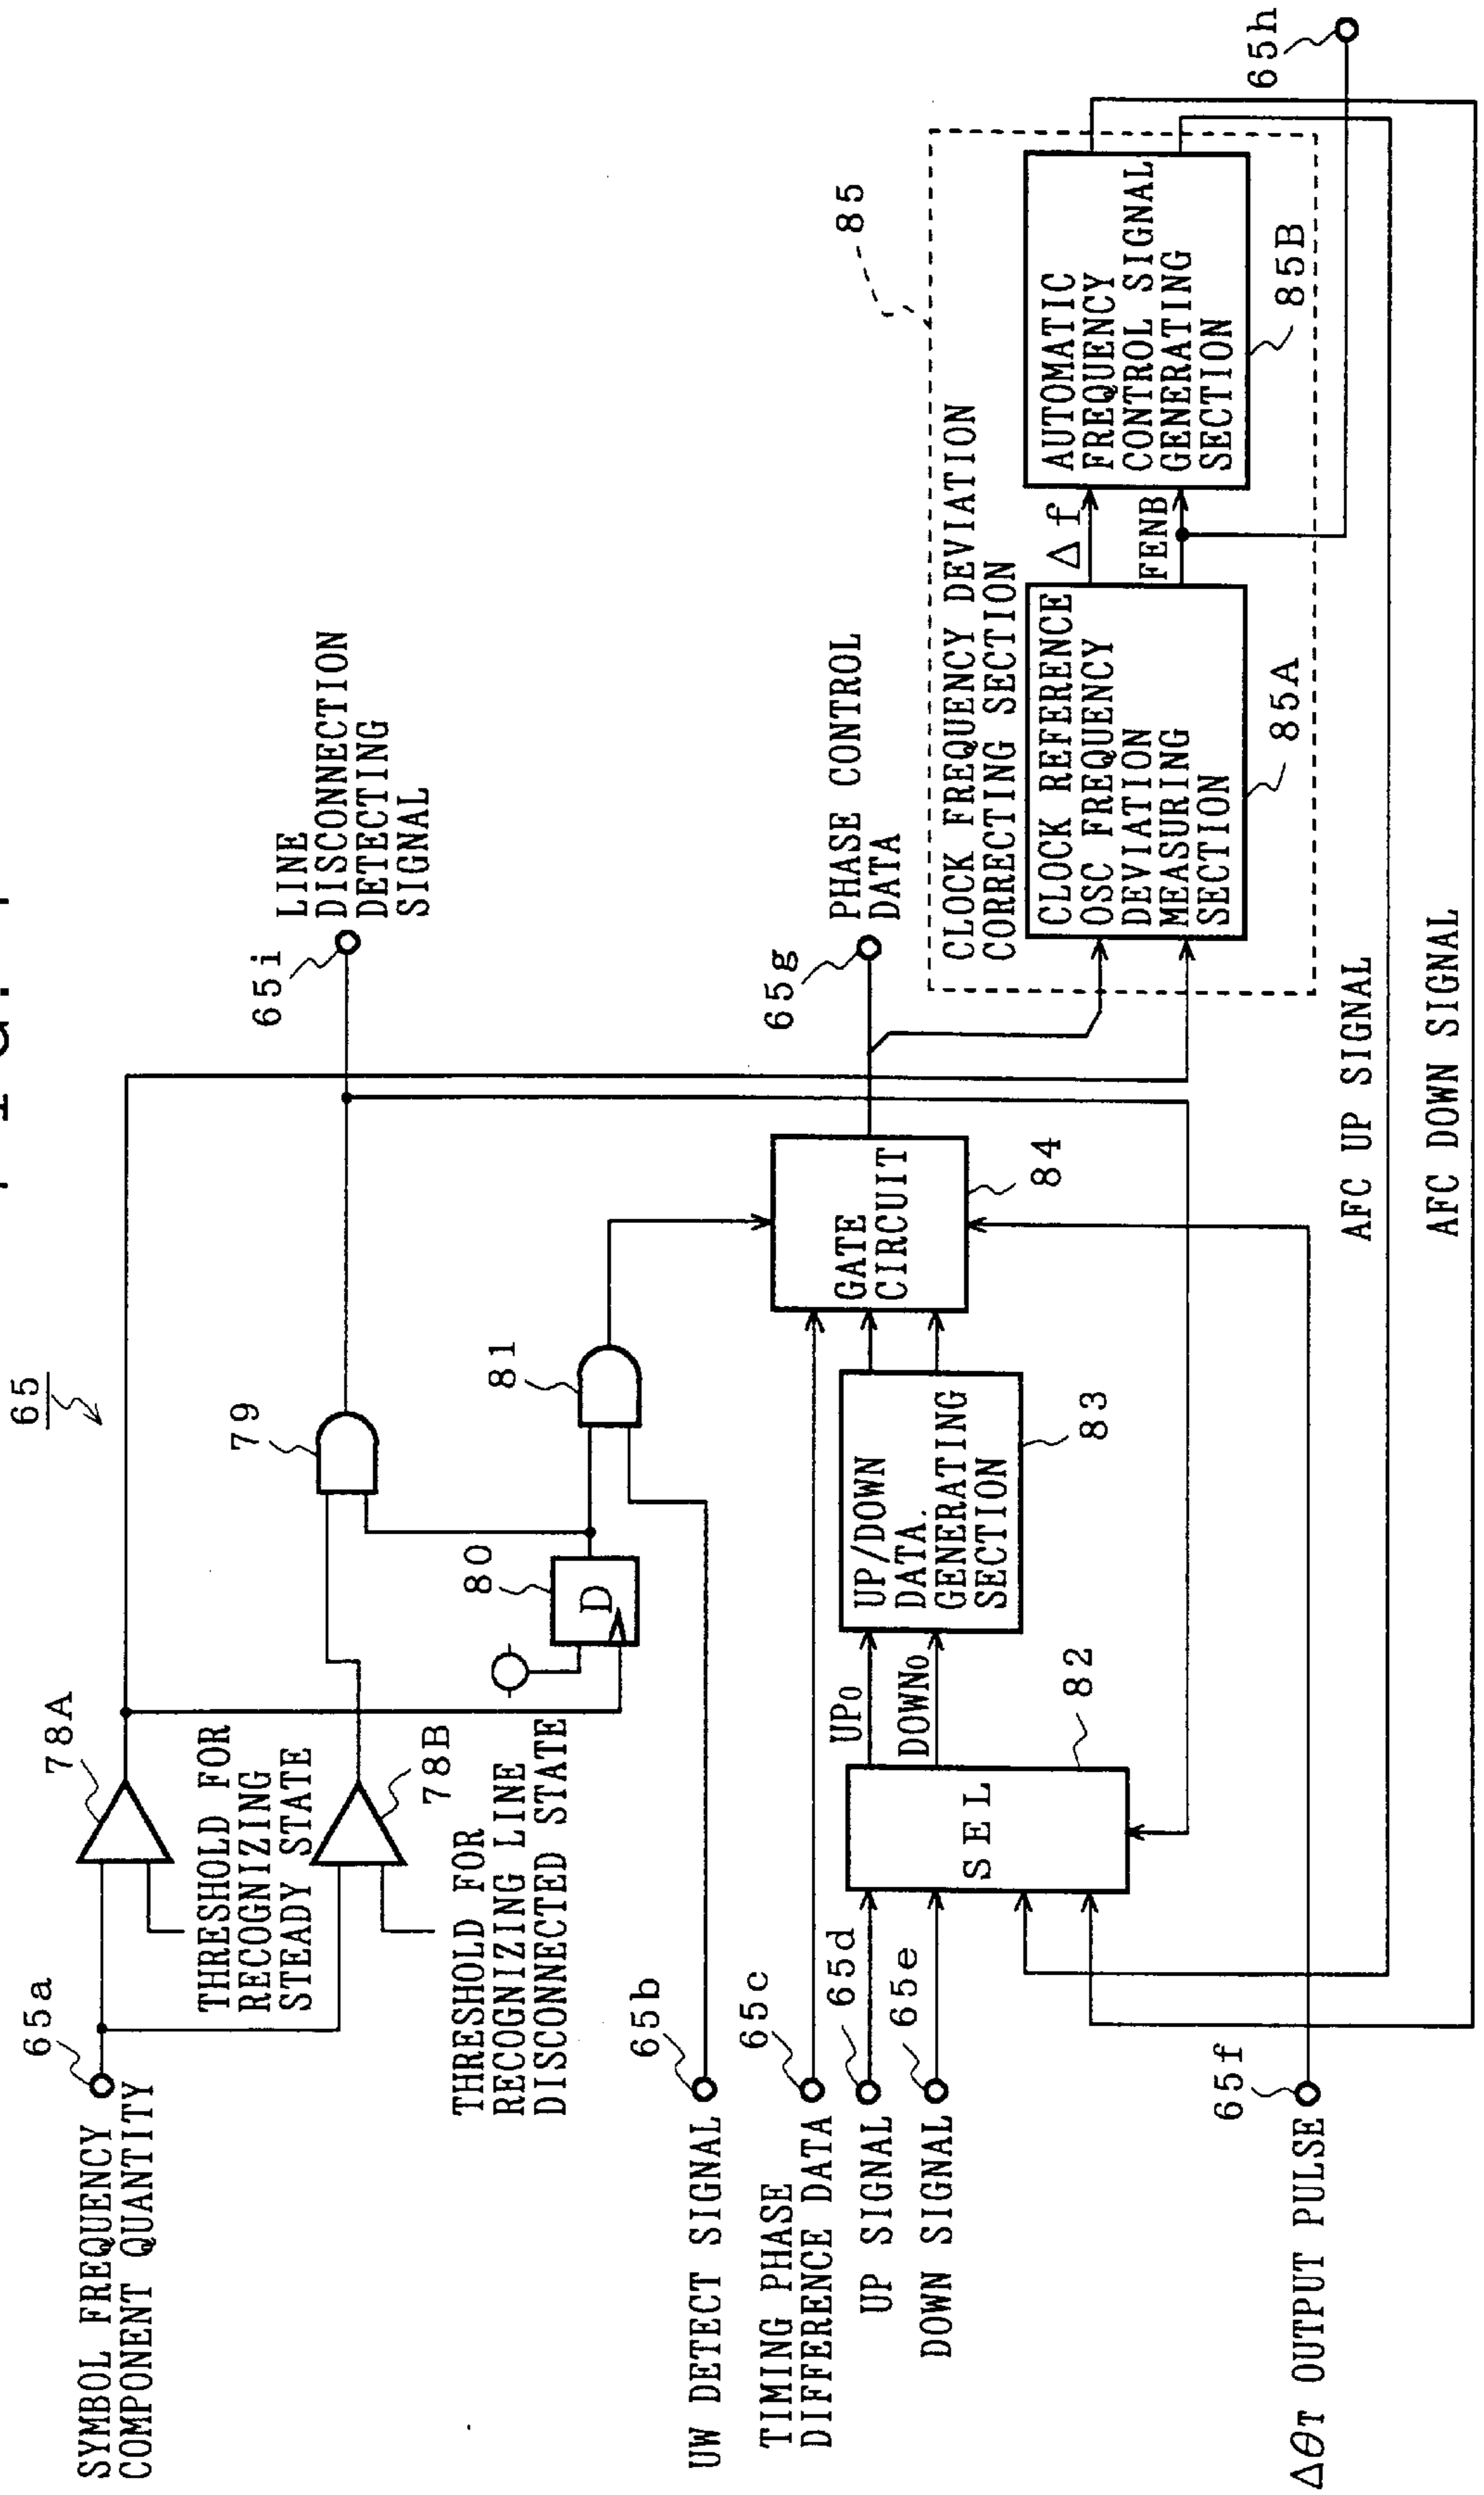 65
65a
SYMBOL FREQUENCY
COMPONENT QUANTITY
78A
THRESHOLD FOR
RECOGNIZING
STEADY STATE
78B
THRESHOLD FOR
RECOGNIZING LINE
DISCONNECTED STATE
79
80
D
81
65i
LINE
DISCONNECTION
DETECTING
SIGNAL
65b
UW DETECT SIGNAL
65c
TIMING PHASE
DIFFERENCE DATA
65d
UP SIGNAL
65e
DOWN SIGNAL
SEL
82
UP0
DOWN0
UP/DOWN
DATA.
GENERATING
SECTION
83
GATE
CIRCUIT
84
65g
PHASE CONTROL
DATA
85
CLOCK FREQUENCY DEVIATION
CORRECTING SECTION
CLOCK REFERENCE
OSC FREQUENCY
DEVIATION
MEASURING
SECTION
85A
Δf
FENB
AUTOMATIC
FREQUENCY
CONTROL SIGNAL
GENERATING
SECTION
85B
65h
65f
ΔθT OUTPUT PULSE
AFC UP SIGNAL
AFC DOWN SIGNAL